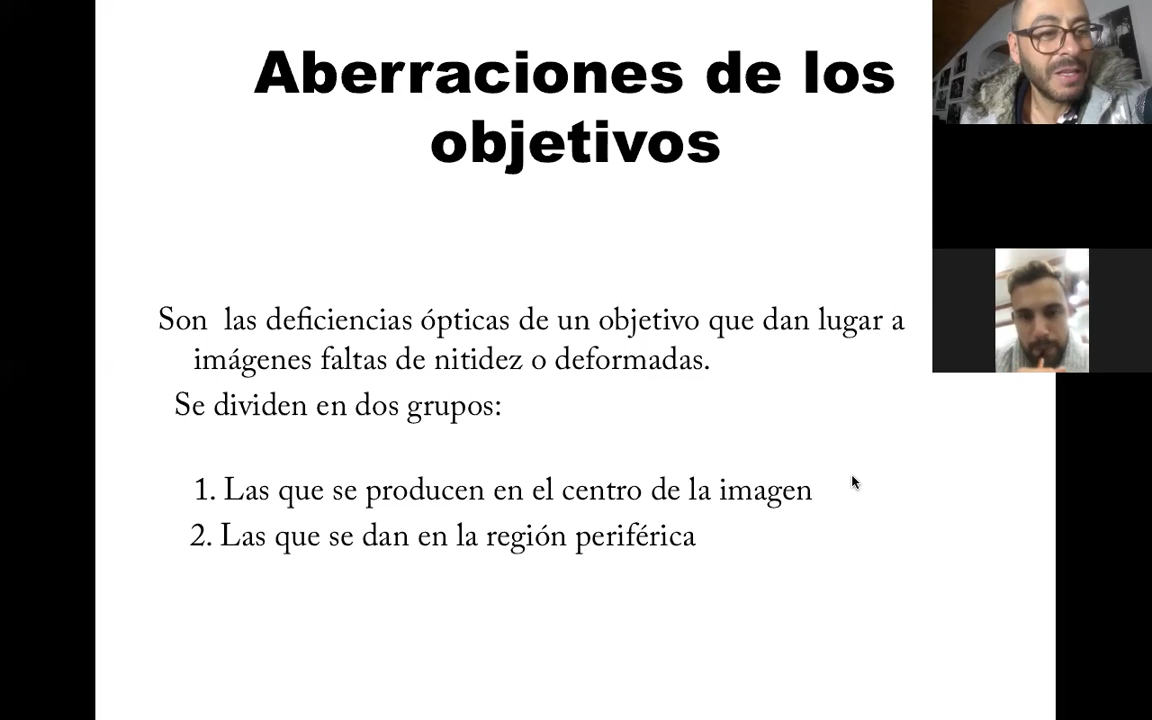 Aberraciones de los
objetivos
Son las deficiencias ópticas de un objetivo que dan lugar a
imágenes faltas de nitidez o deformadas.
Se dividen en dos grupos:
1. Las que se producen en el centro de la imagen
2. Las que se dan en la región periférica